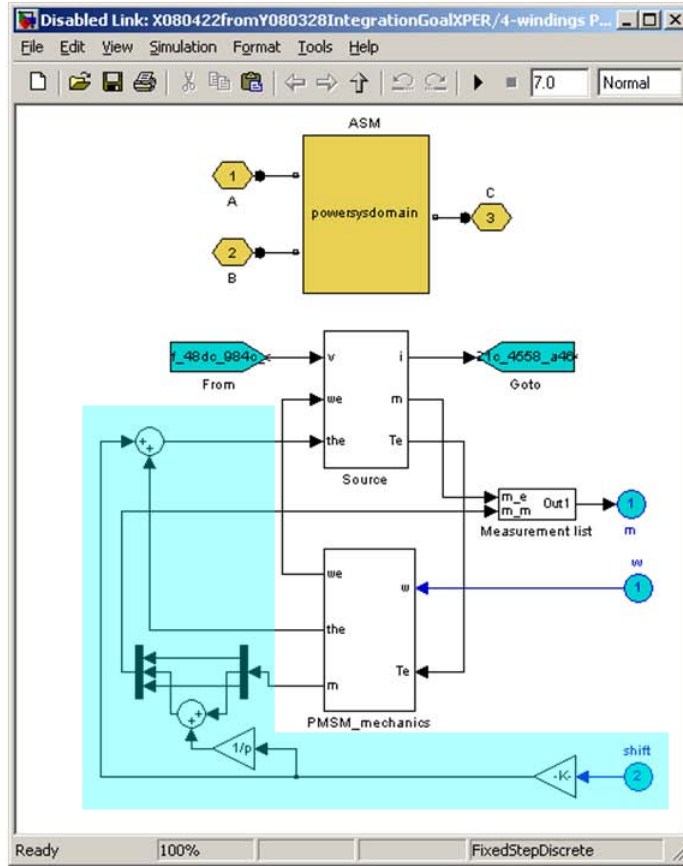 Disabled Link: X080422fromY080328IntegrationGoalXPER/4-windings P...
File Edit View Simulation Format Tools Help
7.0 Normal
ASM
1
A
powersysdomain
C
3
2
B
f_48dc_984c_
From
v
i
21c_4558_a46
Goto
we
m
the
Te
Source
+
+
m_e
m_m
Out1
Measurement list
1
m
we
w
w
1
the
m
Te
PMSM_mechanics
+
+
1/p
shift
-K-
2
Ready 100% FixedStepDiscrete